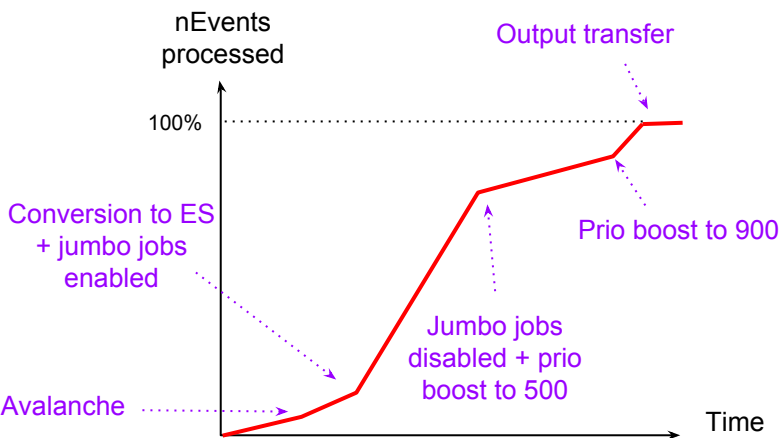 nEvents
processed
Output transfer
100%
Conversion to ES
+ jumbo jobs
enabled
Prio boost to 900
Jumbo jobs
disabled + prio
boost to 500
Avalanche
Time